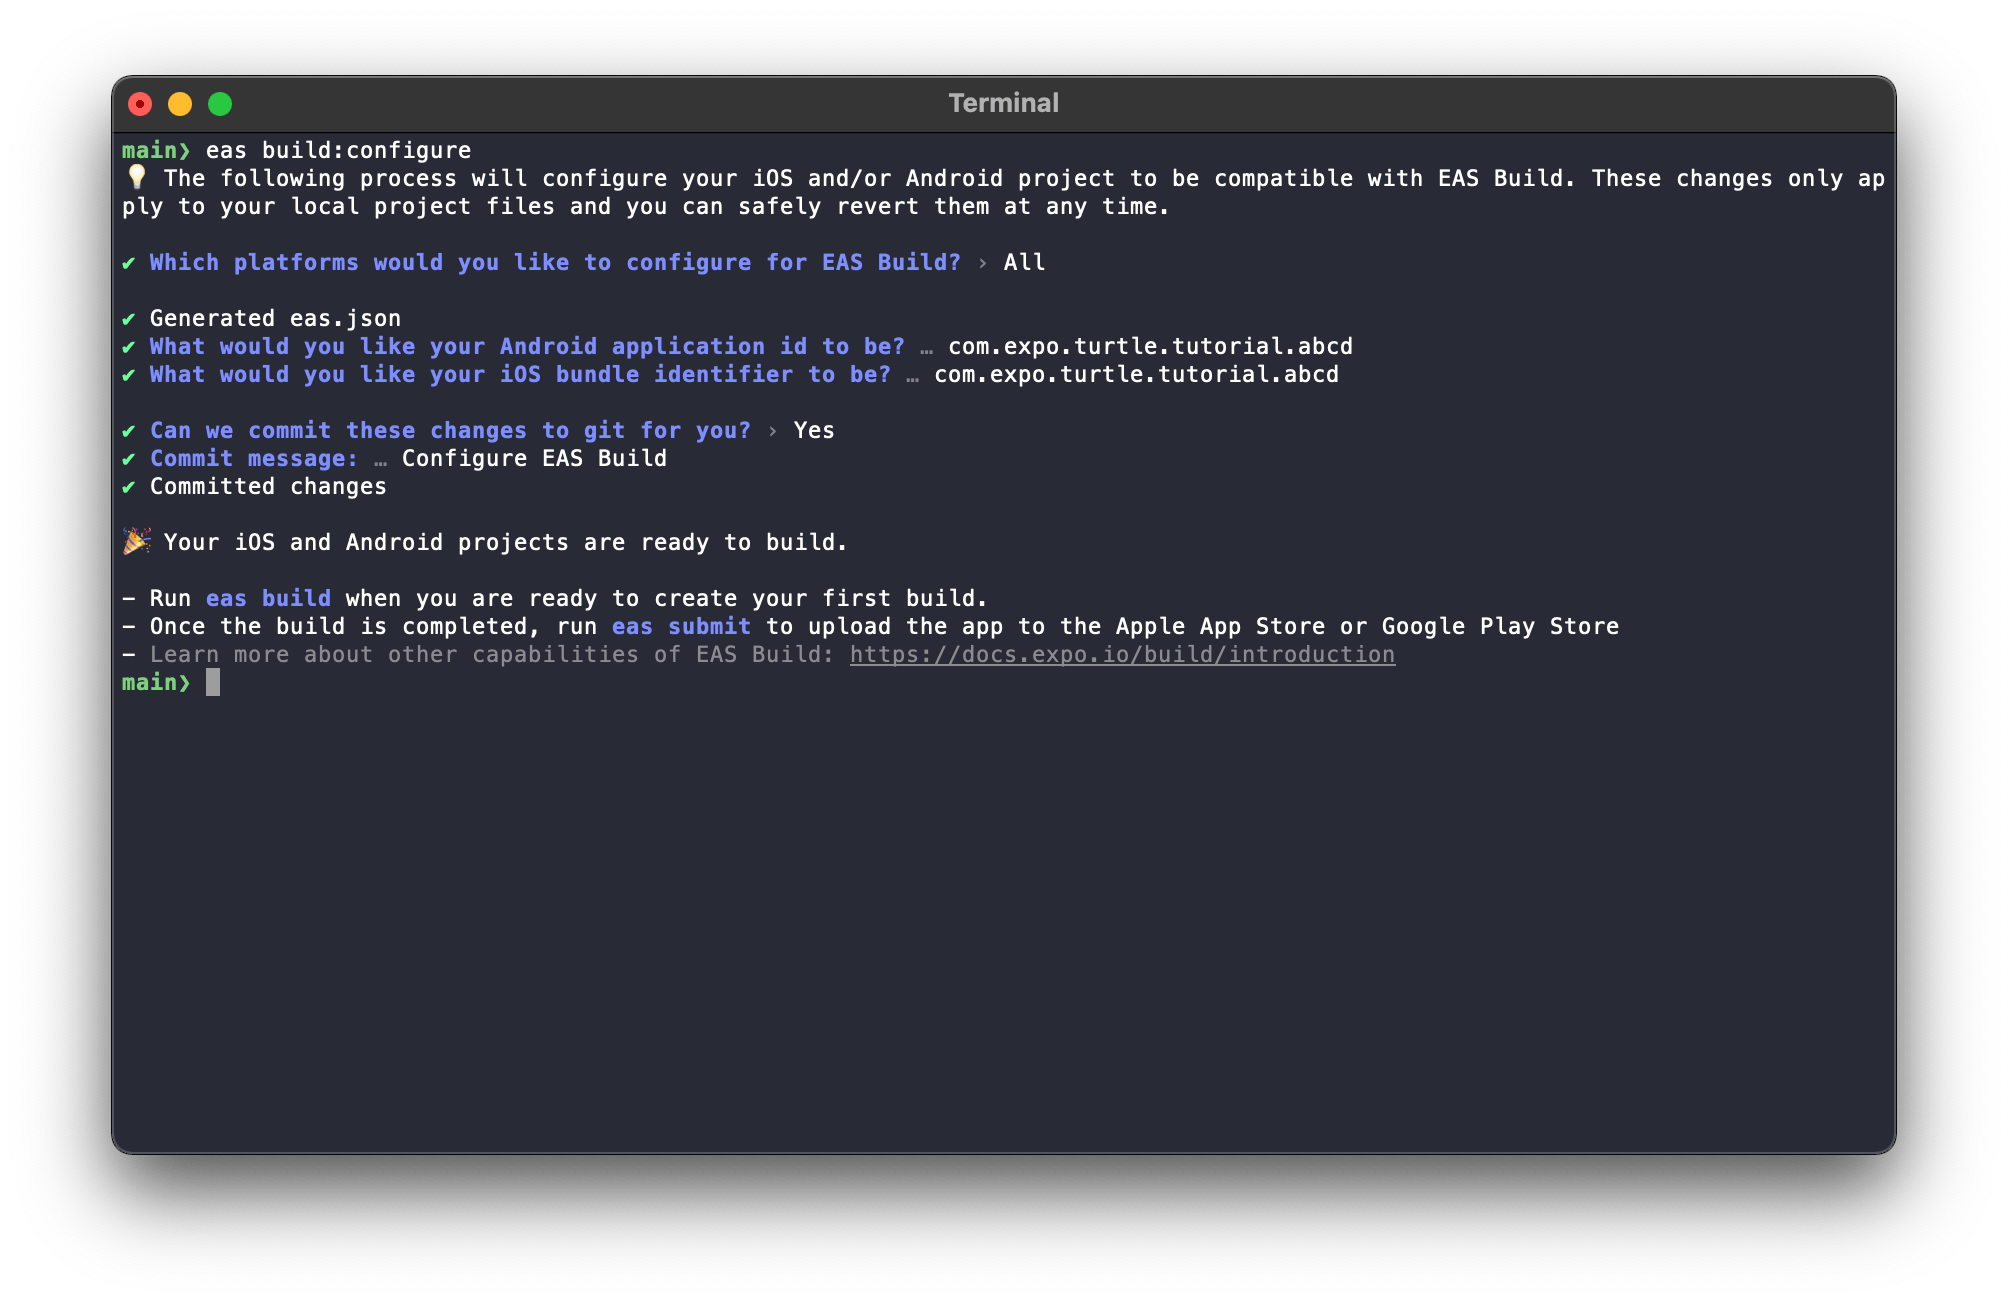 Terminal
main❯ eas build:configure
💡 The following process will configure your iOS and/or Android project to be compatible with EAS Build. These changes only ap
ply to your local project files and you can safely revert them at any time.
✔ Which platforms would you like to configure for EAS Build? › All
✔ Generated eas.json
✔ What would you like your Android application id to be? … com.expo.turtle.tutorial.abcd
✔ What would you like your iOS bundle identifier to be? … com.expo.turtle.tutorial.abcd
✔ Can we commit these changes to git for you? › Yes
✔ Commit message: … Configure EAS Build
✔ Committed changes
🎉 Your iOS and Android projects are ready to build.
- Run eas build when you are ready to create your first build.
- Once the build is completed, run eas submit to upload the app to the Apple App Store or Google Play Store
- Learn more about other capabilities of EAS Build: https://docs.expo.io/build/introduction
main❯